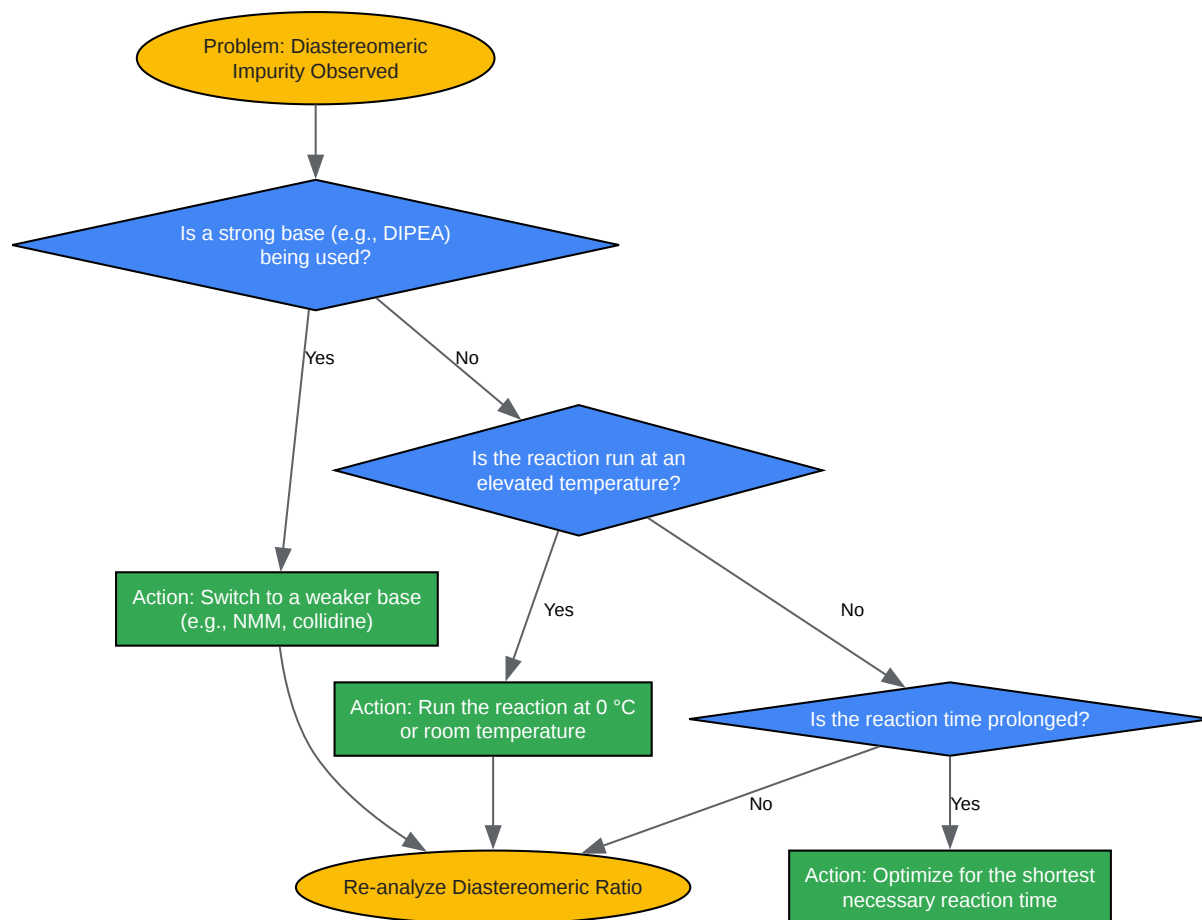 Problem: Diastereomeric
Impurity Observed
Is a strong base (e.g., DIPEA)
being used?
Yes
No
Is the reaction run at an
elevated temperature?
Action: Switch to a weaker base
(e.g., NMM, collidine)
Yes
No
Action: Run the reaction at 0 °C
or room temperature
Is the reaction time prolonged?
No
Yes
Re-analyze Diastereomeric Ratio
Action: Optimize for the shortest
necessary reaction time